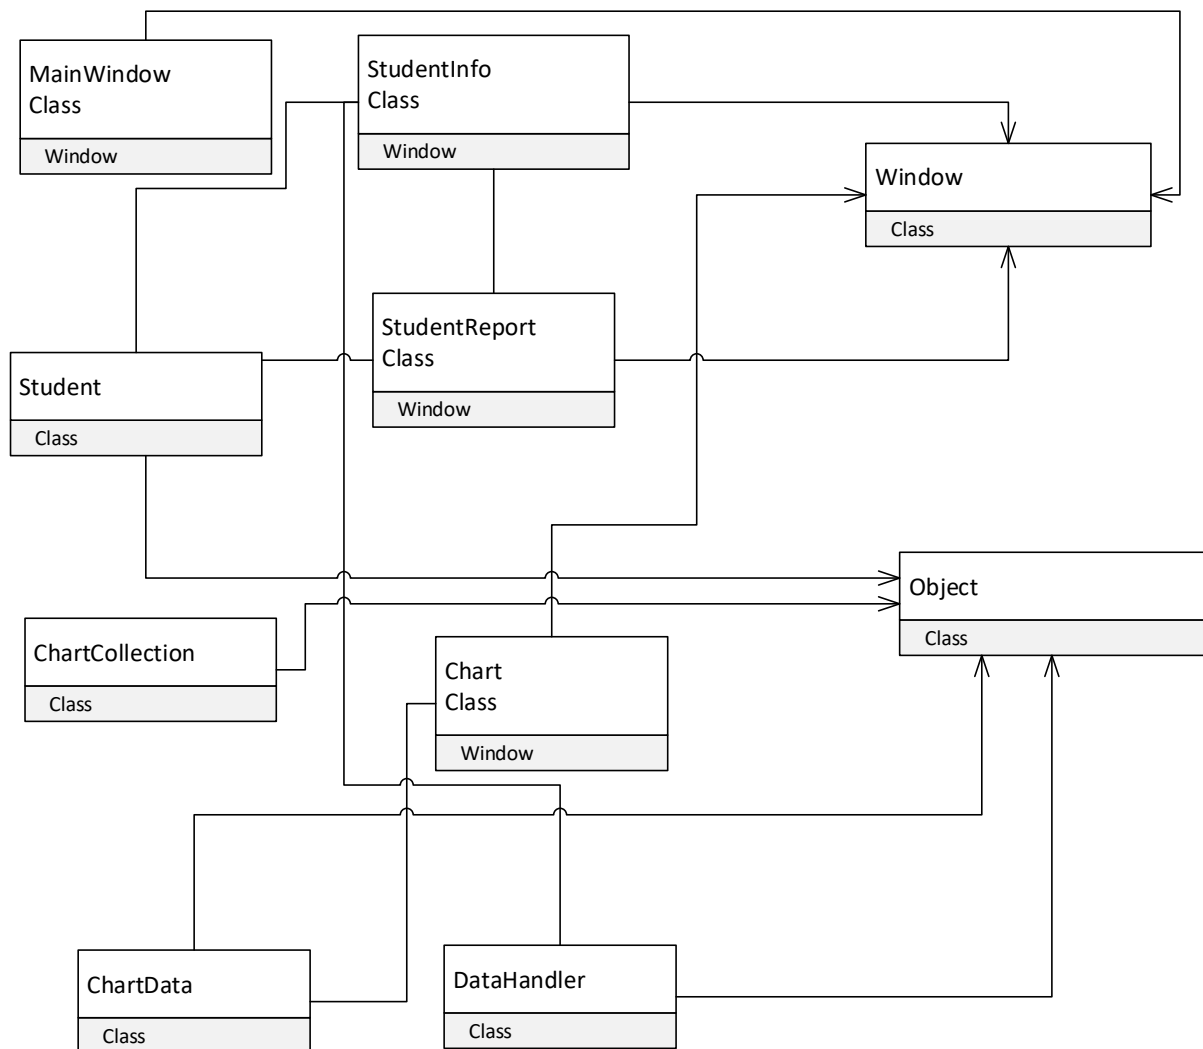 MainWindow
Class
Window
StudentInfo
Class
Window
Window
Class
StudentReport
Class
Window
Student
Class
Object
Class
ChartCollection
Class
Chart
Class
Window
ChartData
Class
DataHandler
Class